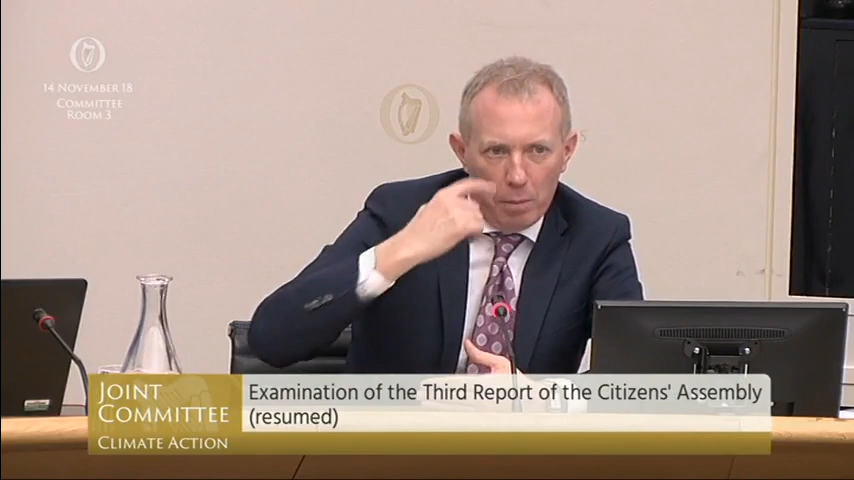 14 November 18
Committee
Room 3
Joint
Committee
Climate Action
Examination of the Third Report of the Citizens' Assembly
(resumed)